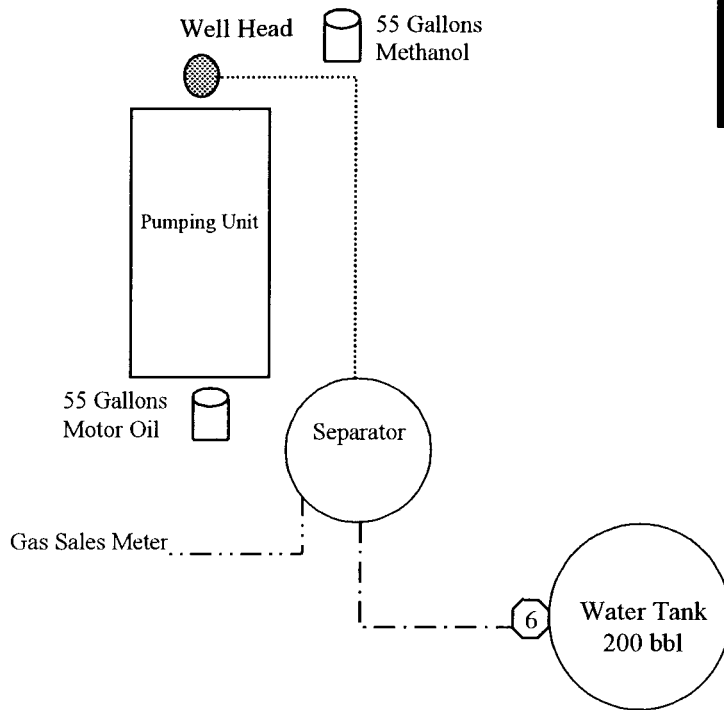 Well Head
55 Gallons
Methanol
Pumping Unit
55 Gallons
Motor Oil
Separator
Gas Sales Meter
6
Water Tank
200 bbl